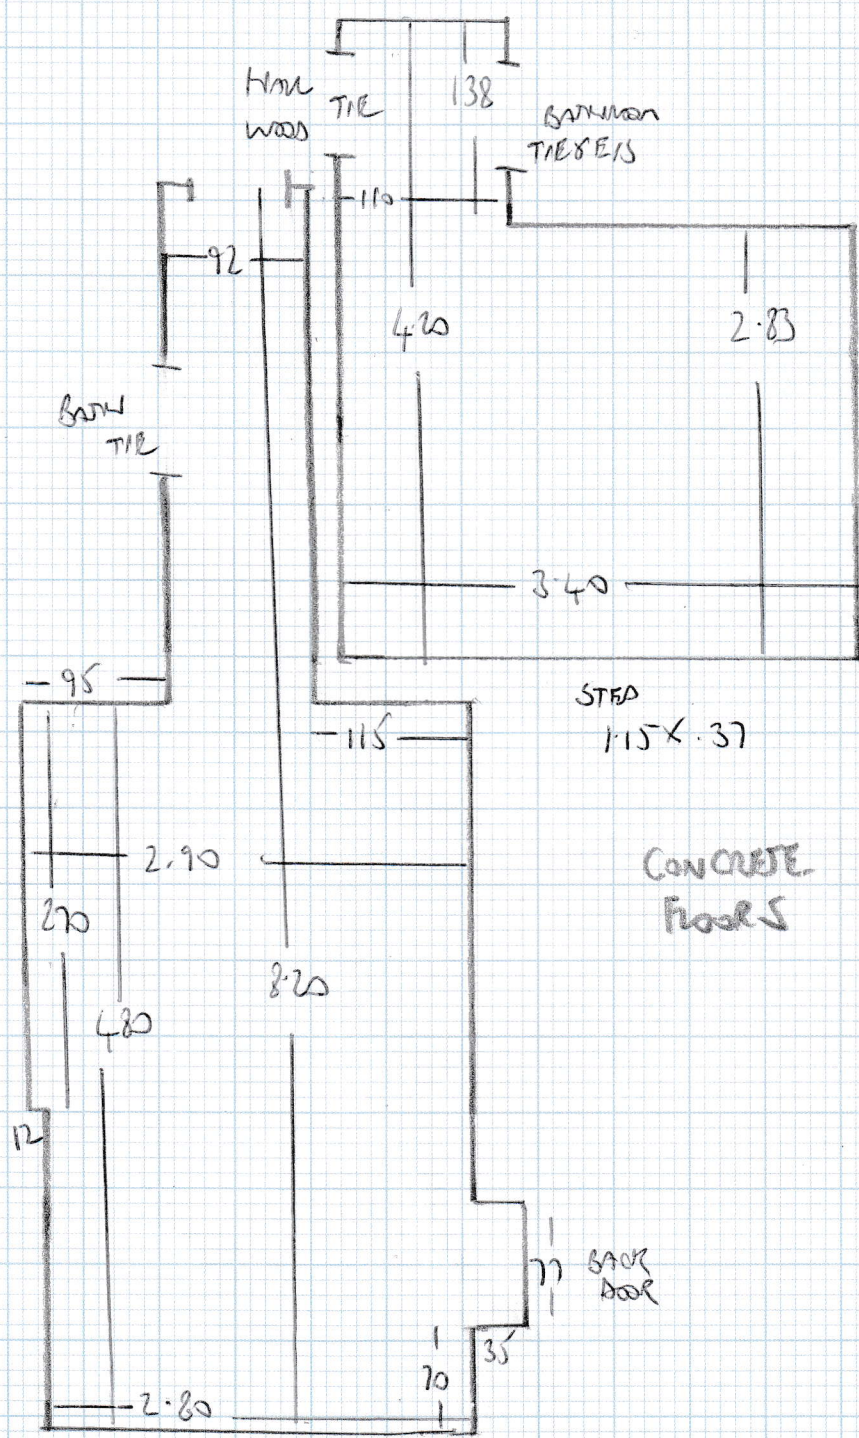 HALL
WOOD
TILE
138
BATHROOM
TILE
110
92
4.20
2.83
BATH
TILE
3.40
95
STEP
1.15 X .37
115
2.90
CONCRETE
FLOORS
270
8.20
480
12
77
BACK
DOOR
35
70
2.80